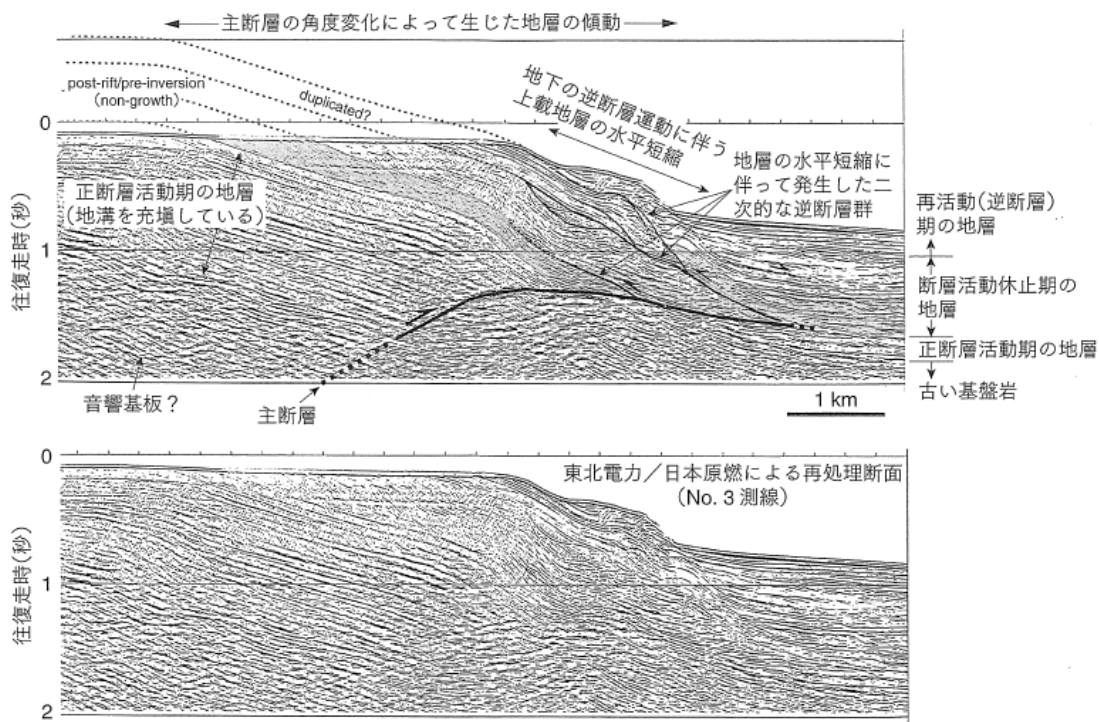 主断層の角度変化によって生じた地層の傾動
post-rift/pre-inversion
(non-growth)
duplicated?
地下の逆断層運動に伴う
上載地層の水平短縮
0
正断層活動期の地層
(地溝を充塡している)
地層の水平短縮に
伴って発生した二
次的な逆断層群
再活動(逆断層)
期の地層
往復走時(秒)
1
断層活動休止期の
地層
正断層活動期の地層
2
古い基盤岩
音響基板?
主断層
1 km
0
東北電力/日本原燃による再処理断面
(No. 3 測線)
往復走時(秒)
1
2